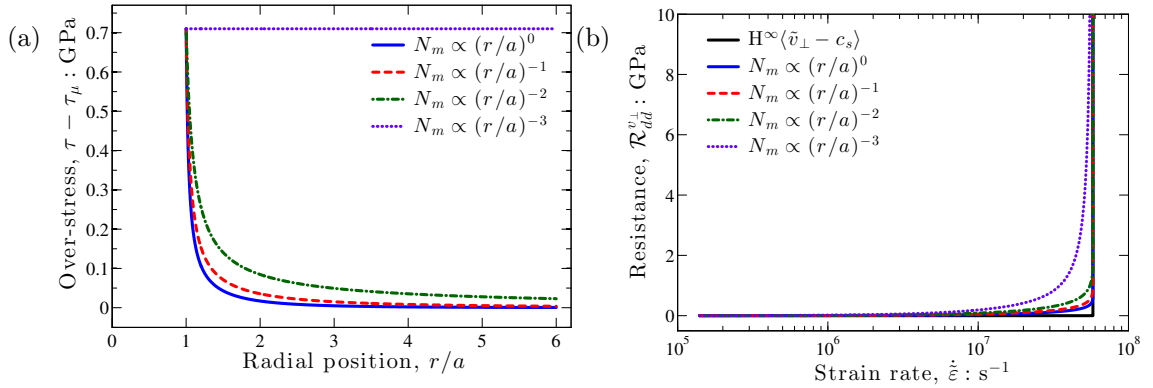 (a)
Over-stress, τ − τ_μ : GPa
0.7
0.6
0.5
0.4
0.3
0.2
0.1
0
N_m ∝ (r/a)^0
N_m ∝ (r/a)^−1
N_m ∝ (r/a)^−2
N_m ∝ (r/a)^−3
0 1 2 3 4 5 6
Radial position, r/a
(b)
Resistance, ℛ_{dd̄}^{v⊥} : GPa
10
8
6
4
2
0
H^∞⟨ṽ_⊥ − c_s⟩
N_m ∝ (r/a)^0
N_m ∝ (r/a)^−1
N_m ∝ (r/a)^−2
N_m ∝ (r/a)^−3
10^5 10^6 10^7 10^8
Strain rate, ε̃̇ : s^−1